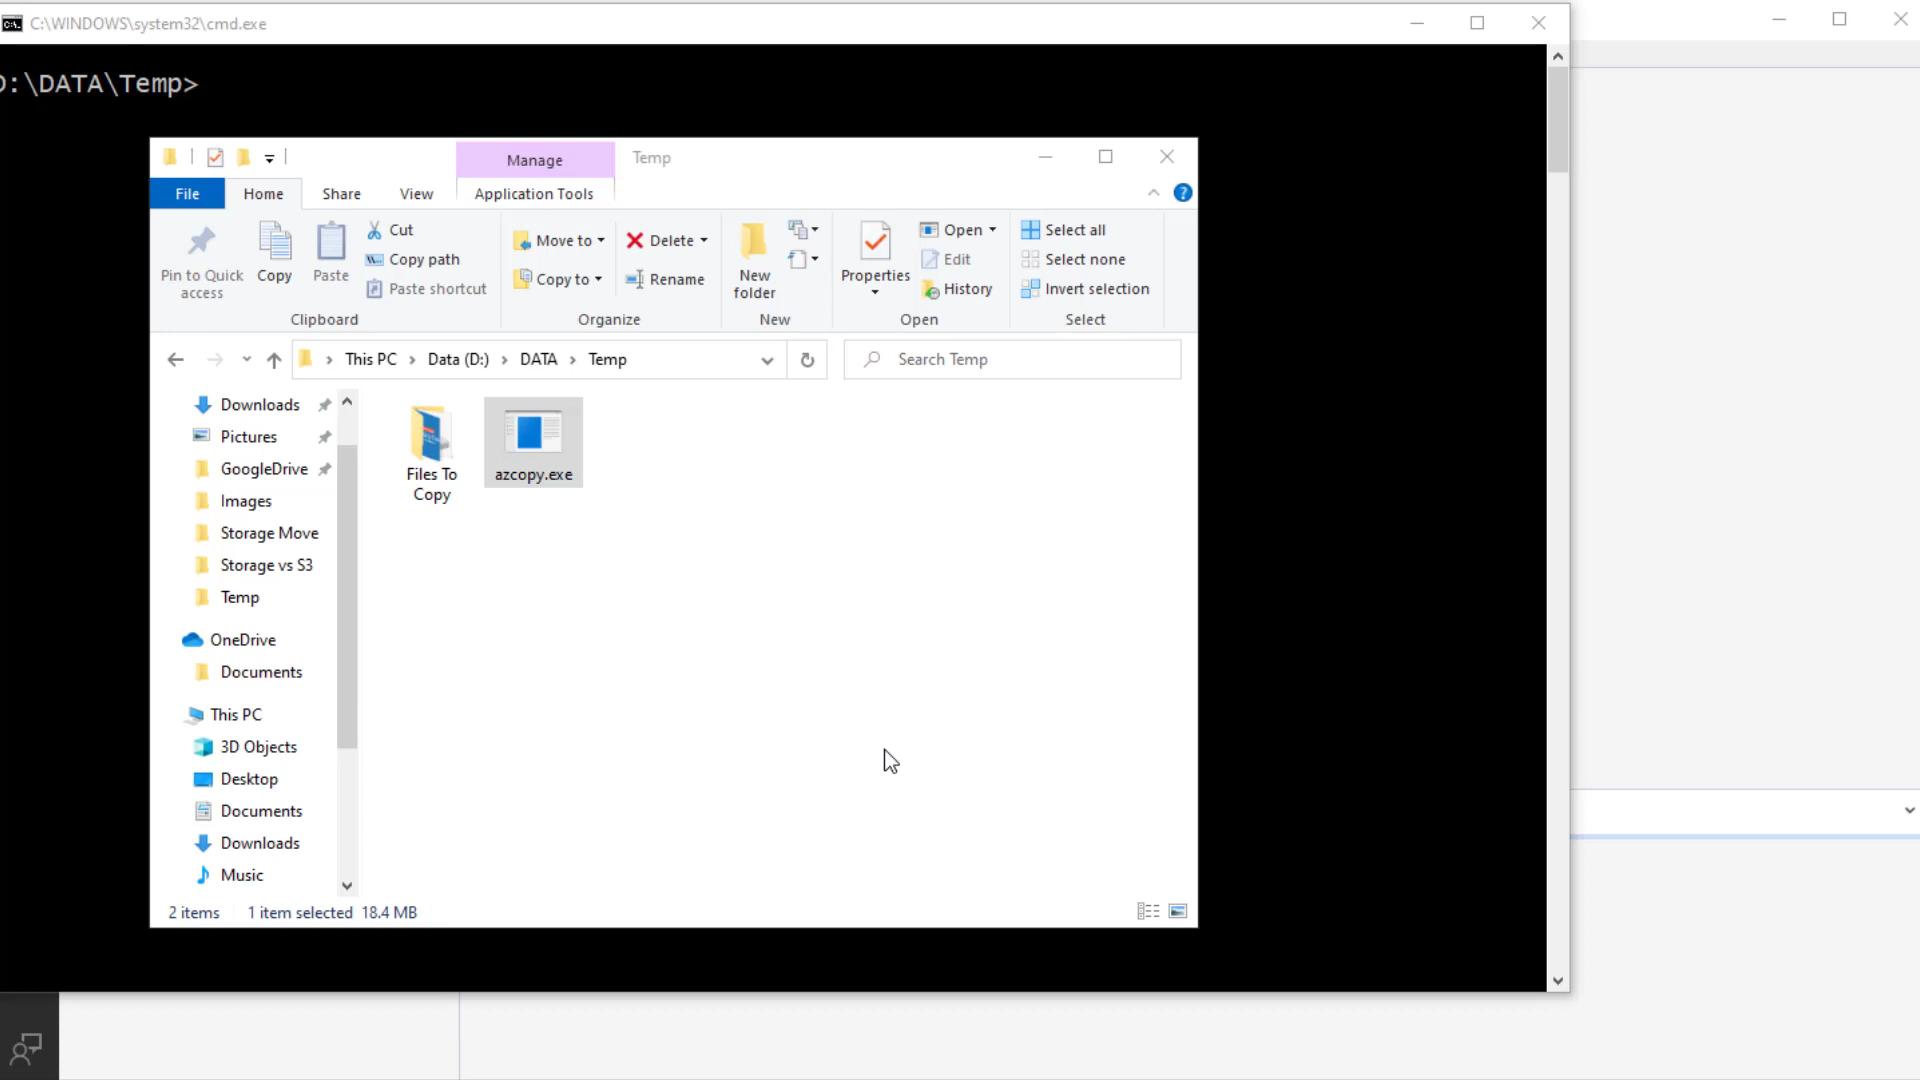 C:\WINDOWS\system32\cmd.exe
D:\DATA\Temp>
Manage
Temp
File
Home
Share
View
Application Tools
Pin to Quick
access
Copy
Paste
Cut
Copy path
Paste shortcut
Clipboard
Move to
Copy to
Delete
Rename
Organize
New
folder
New
Properties
Open
Edit
History
Open
Select all
Select none
Invert selection
Select
This PC
Data (D:)
DATA
Temp
Search Temp
Downloads
Pictures
GoogleDrive
Images
Storage Move
Storage vs S3
Temp
OneDrive
Documents
This PC
3D Objects
Desktop
Documents
Downloads
Music
Files To
Copy
azcopy.exe
2 items
1 item selected 18.4 MB